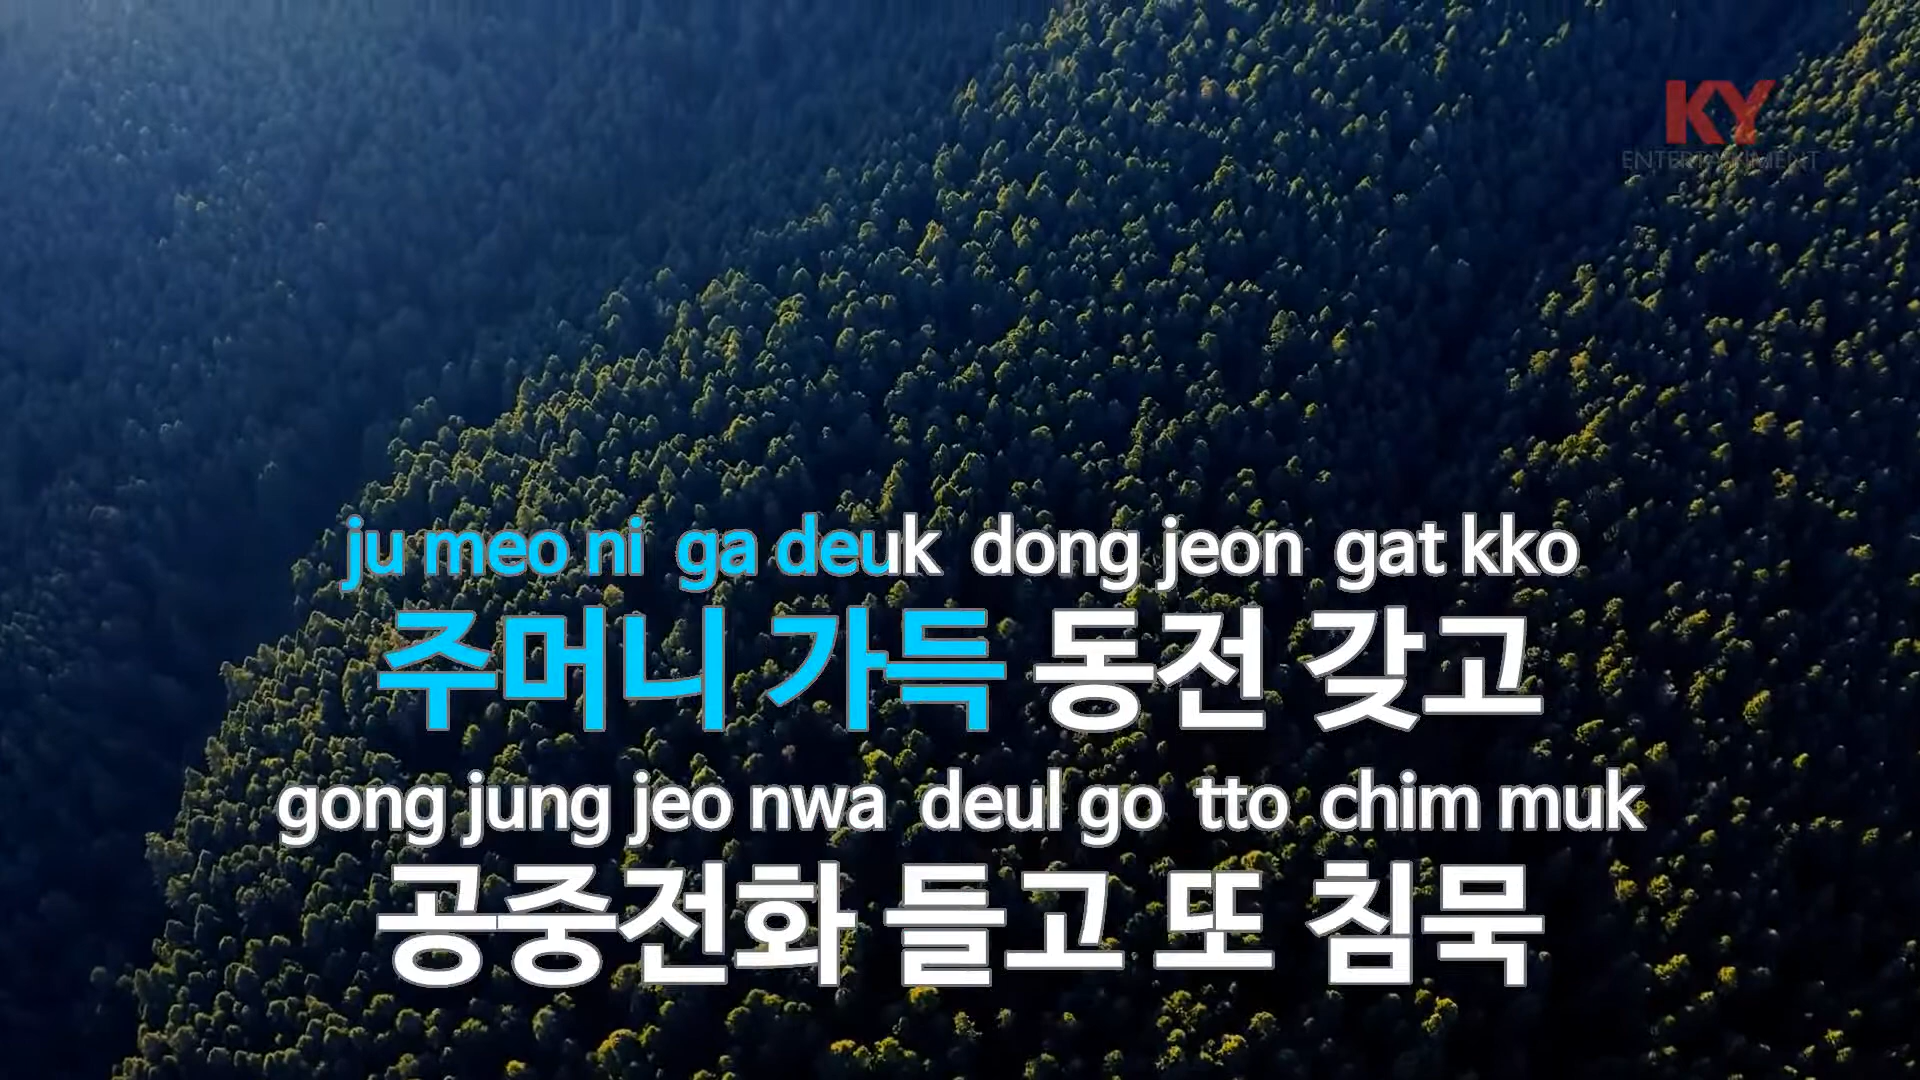 KY
ENTERTAINMENT
ju meo ni ga deuk dong jeon gat kko
주머니 가득 동전 갖고
gong jung jeo nwa deul go tto chim muk
공중전화 들고 또 침묵